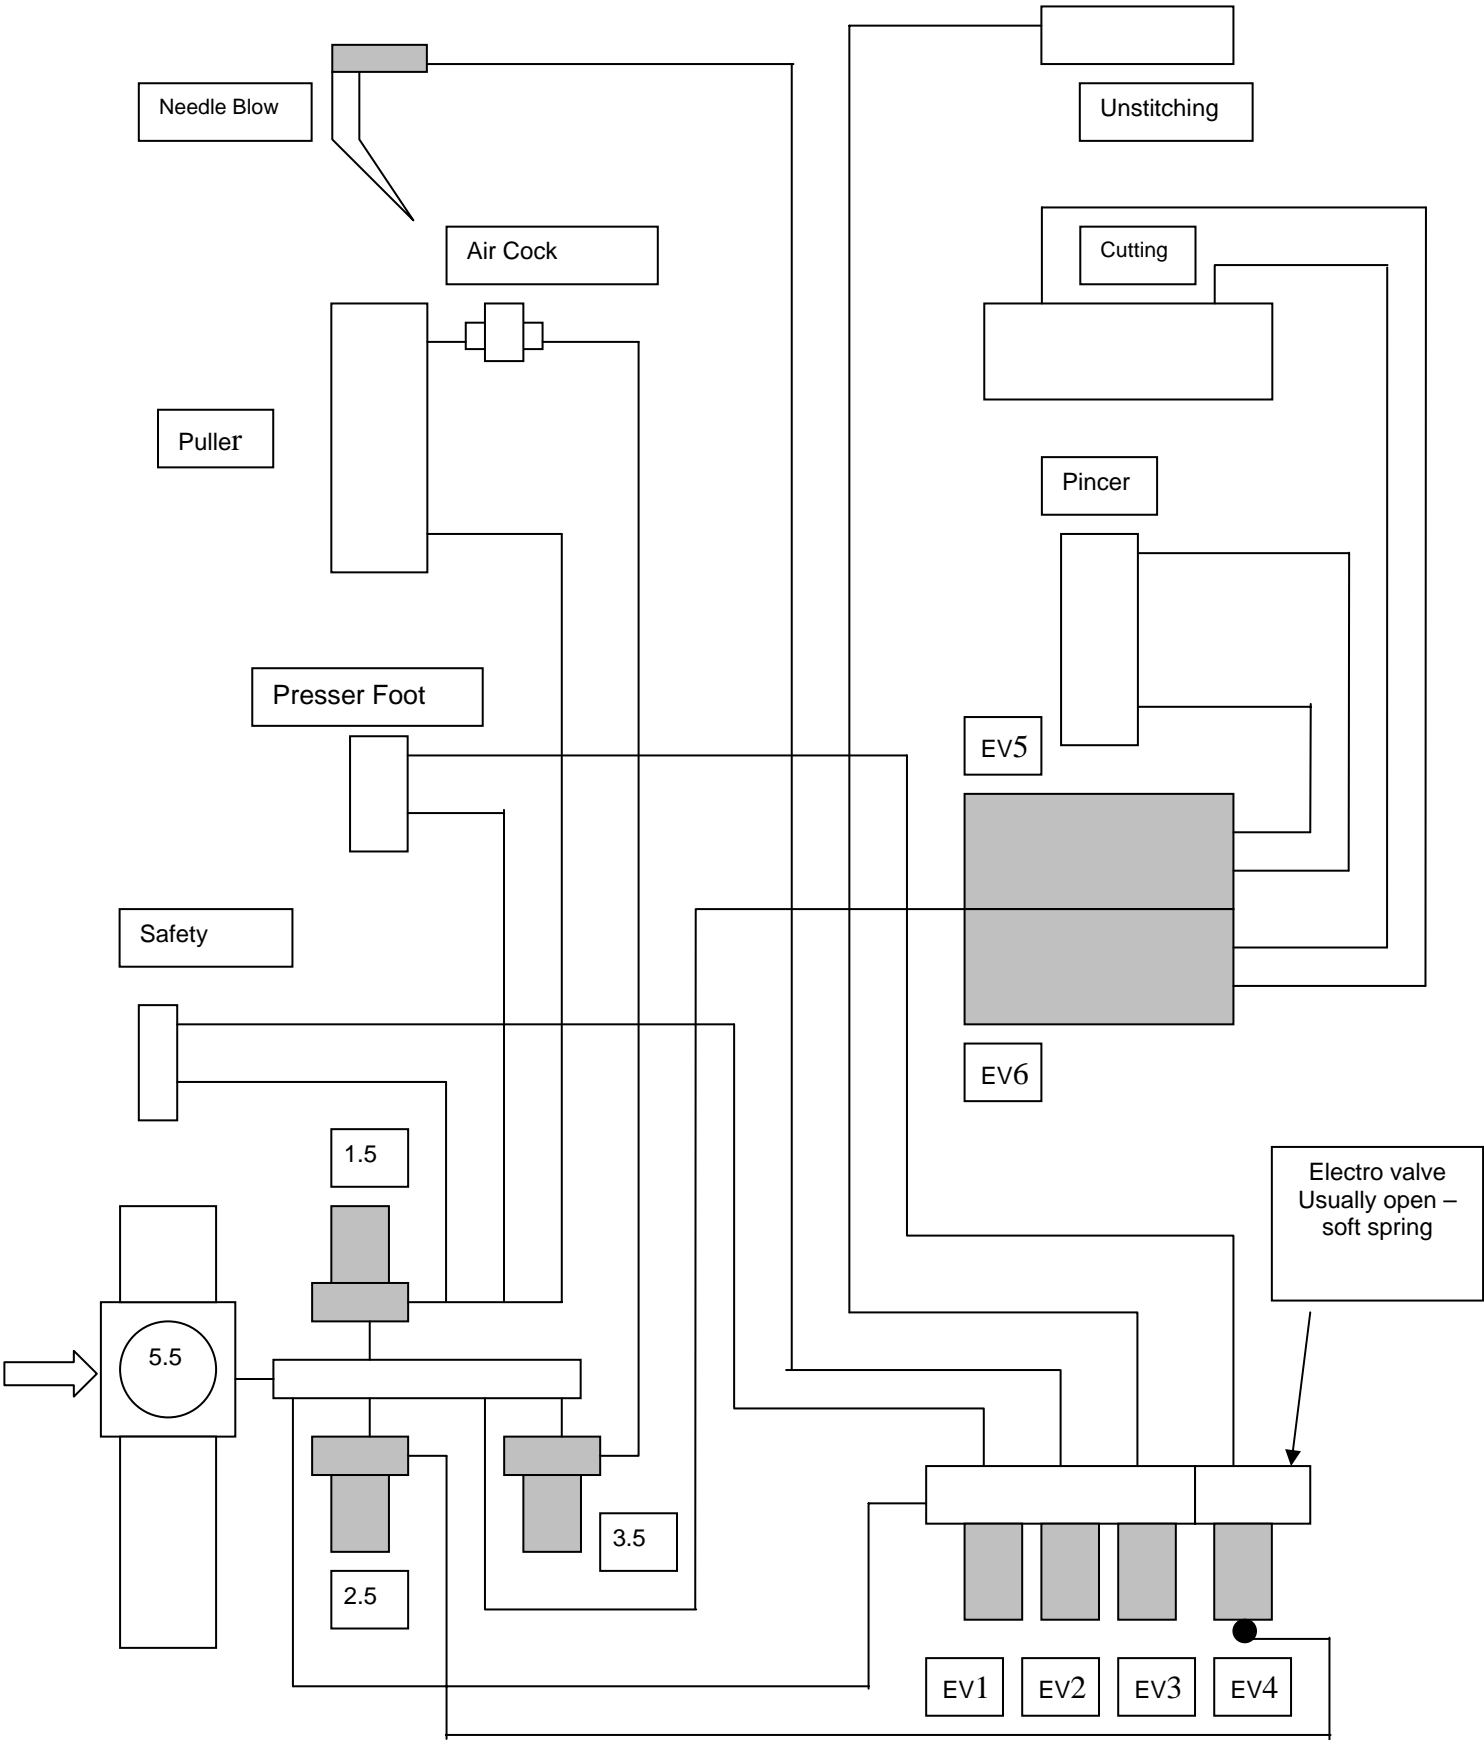 Needle Blow
Unstitching
Air Cock
Cutting
Puller
Pincer
Presser Foot
EV5
Safety
EV6
1.5
Electro valve
Usually open –
soft spring
5.5
3.5
2.5
EV1
EV2
EV3
EV4